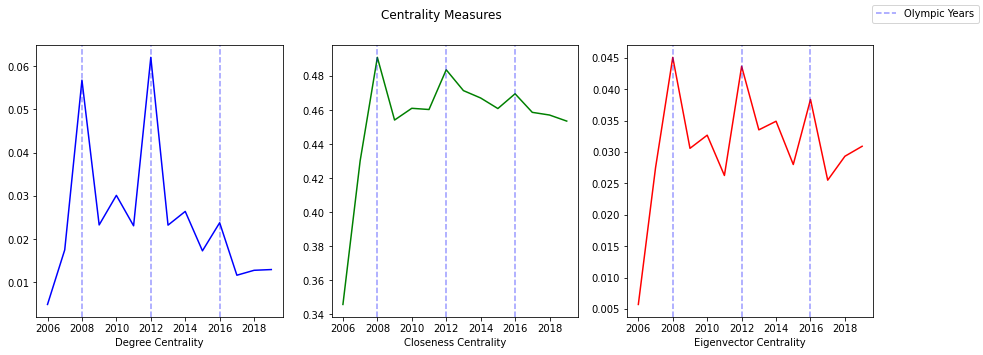 Centrality Measures
Olympic Years
0.06
0.05
0.04
0.03
0.02
0.01
2006 2008 2010 2012 2014 2016 2018
Degree Centrality
0.48
0.46
0.44
0.42
0.40
0.38
0.36
0.34
2006 2008 2010 2012 2014 2016 2018
Closeness Centrality
0.045
0.040
0.035
0.030
0.025
0.020
0.015
0.010
0.005
2006 2008 2010 2012 2014 2016 2018
Eigenvector Centrality